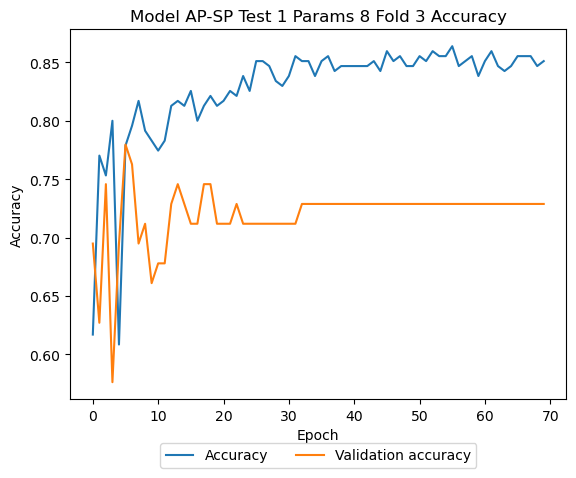 Model AP-SP Test 1 Params 8 Fold 3 Accuracy
Accuracy
0.85
0.80
0.75
0.70
0.65
0.60
0 10 20 30 40 50 60 70
Epoch
Accuracy Validation accuracy